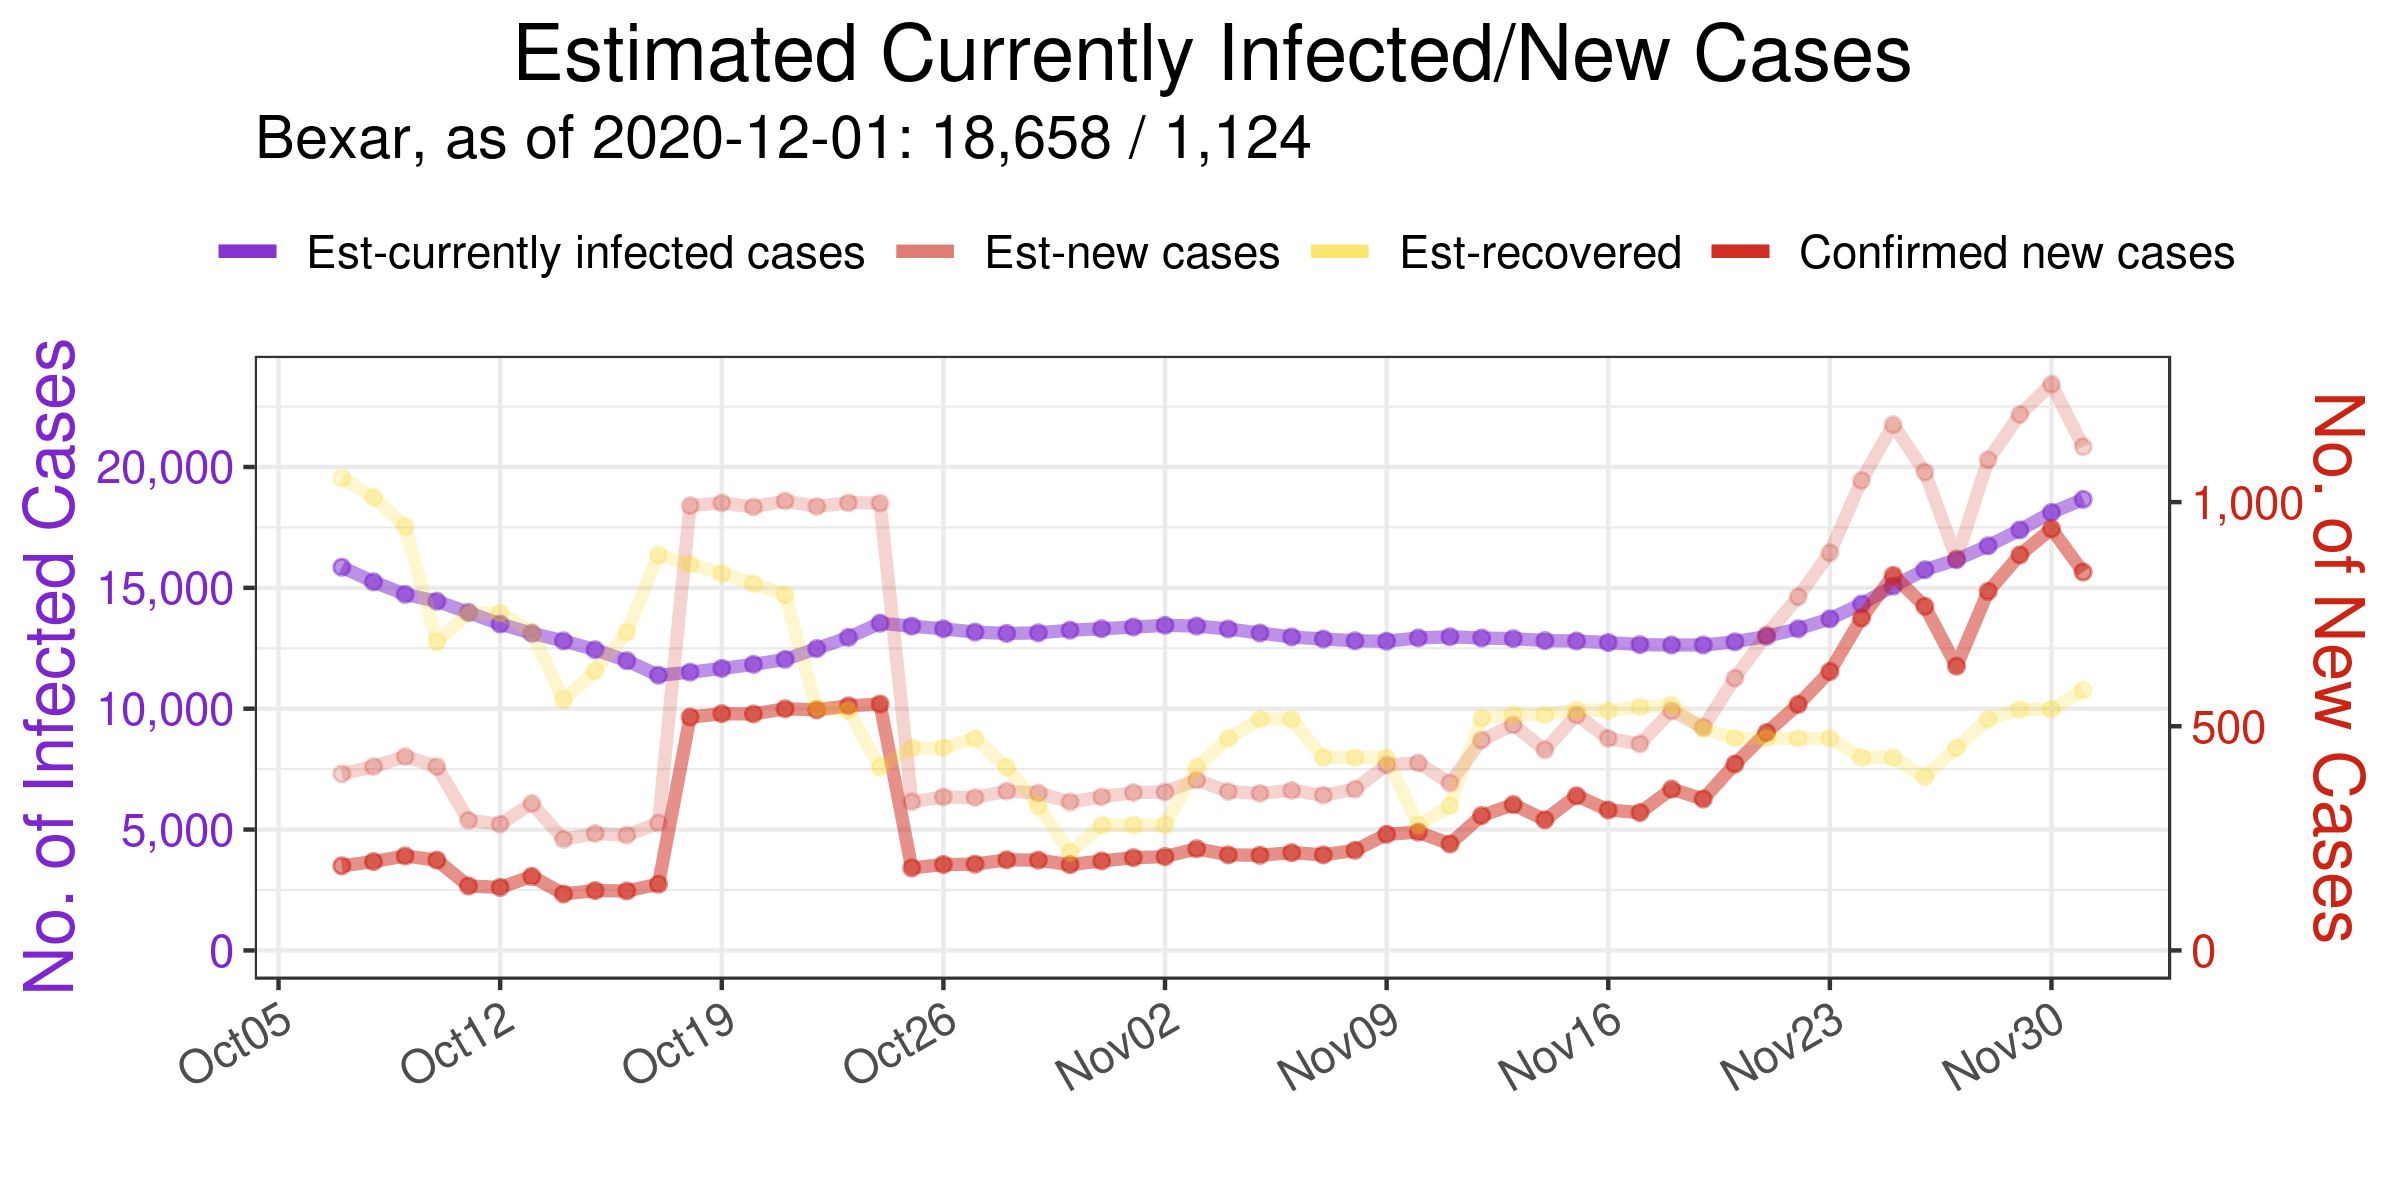 Estimated Currently Infected/New Cases
Bexar, as of 2020-12-01: 18,658 / 1,124
Est-currently infected cases Est-new cases Est-recovered Confirmed new cases
No. of Infected Cases
20,000
15,000
10,000
5,000
0
1,000
500
0
No. of New Cases
Oct05 Oct12 Oct19 Oct26 Nov02 Nov09 Nov16 Nov23 Nov30